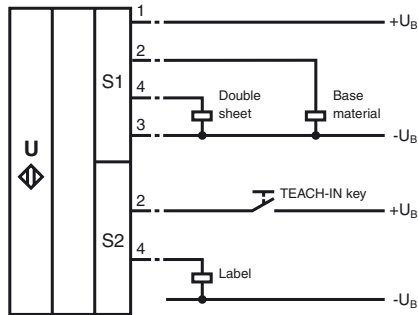 1
+UB
2
S1
4
Double
sheet
Base
material
3
-UB
U
2
TEACH-IN key
+UB
S2
4
Label
-UB